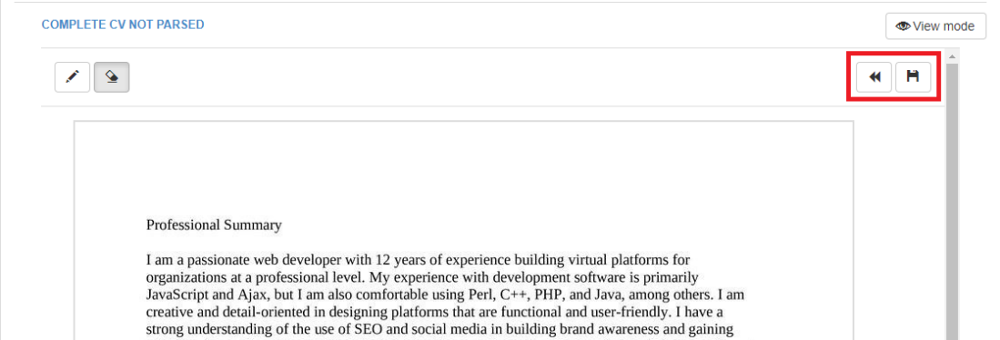 COMPLETE CV NOT PARSED
View mode
Professional Summary
I am a passionate web developer with 12 years of experience building virtual platforms for
organizations at a professional level. My experience with development software is primarily
JavaScript and Ajax, but I am also comfortable using Perl, C++, PHP, and Java, among others. I am
creative and detail-oriented in designing platforms that are functional and user-friendly. I have a
strong understanding of the use of SEO and social media in building brand awareness and gaining